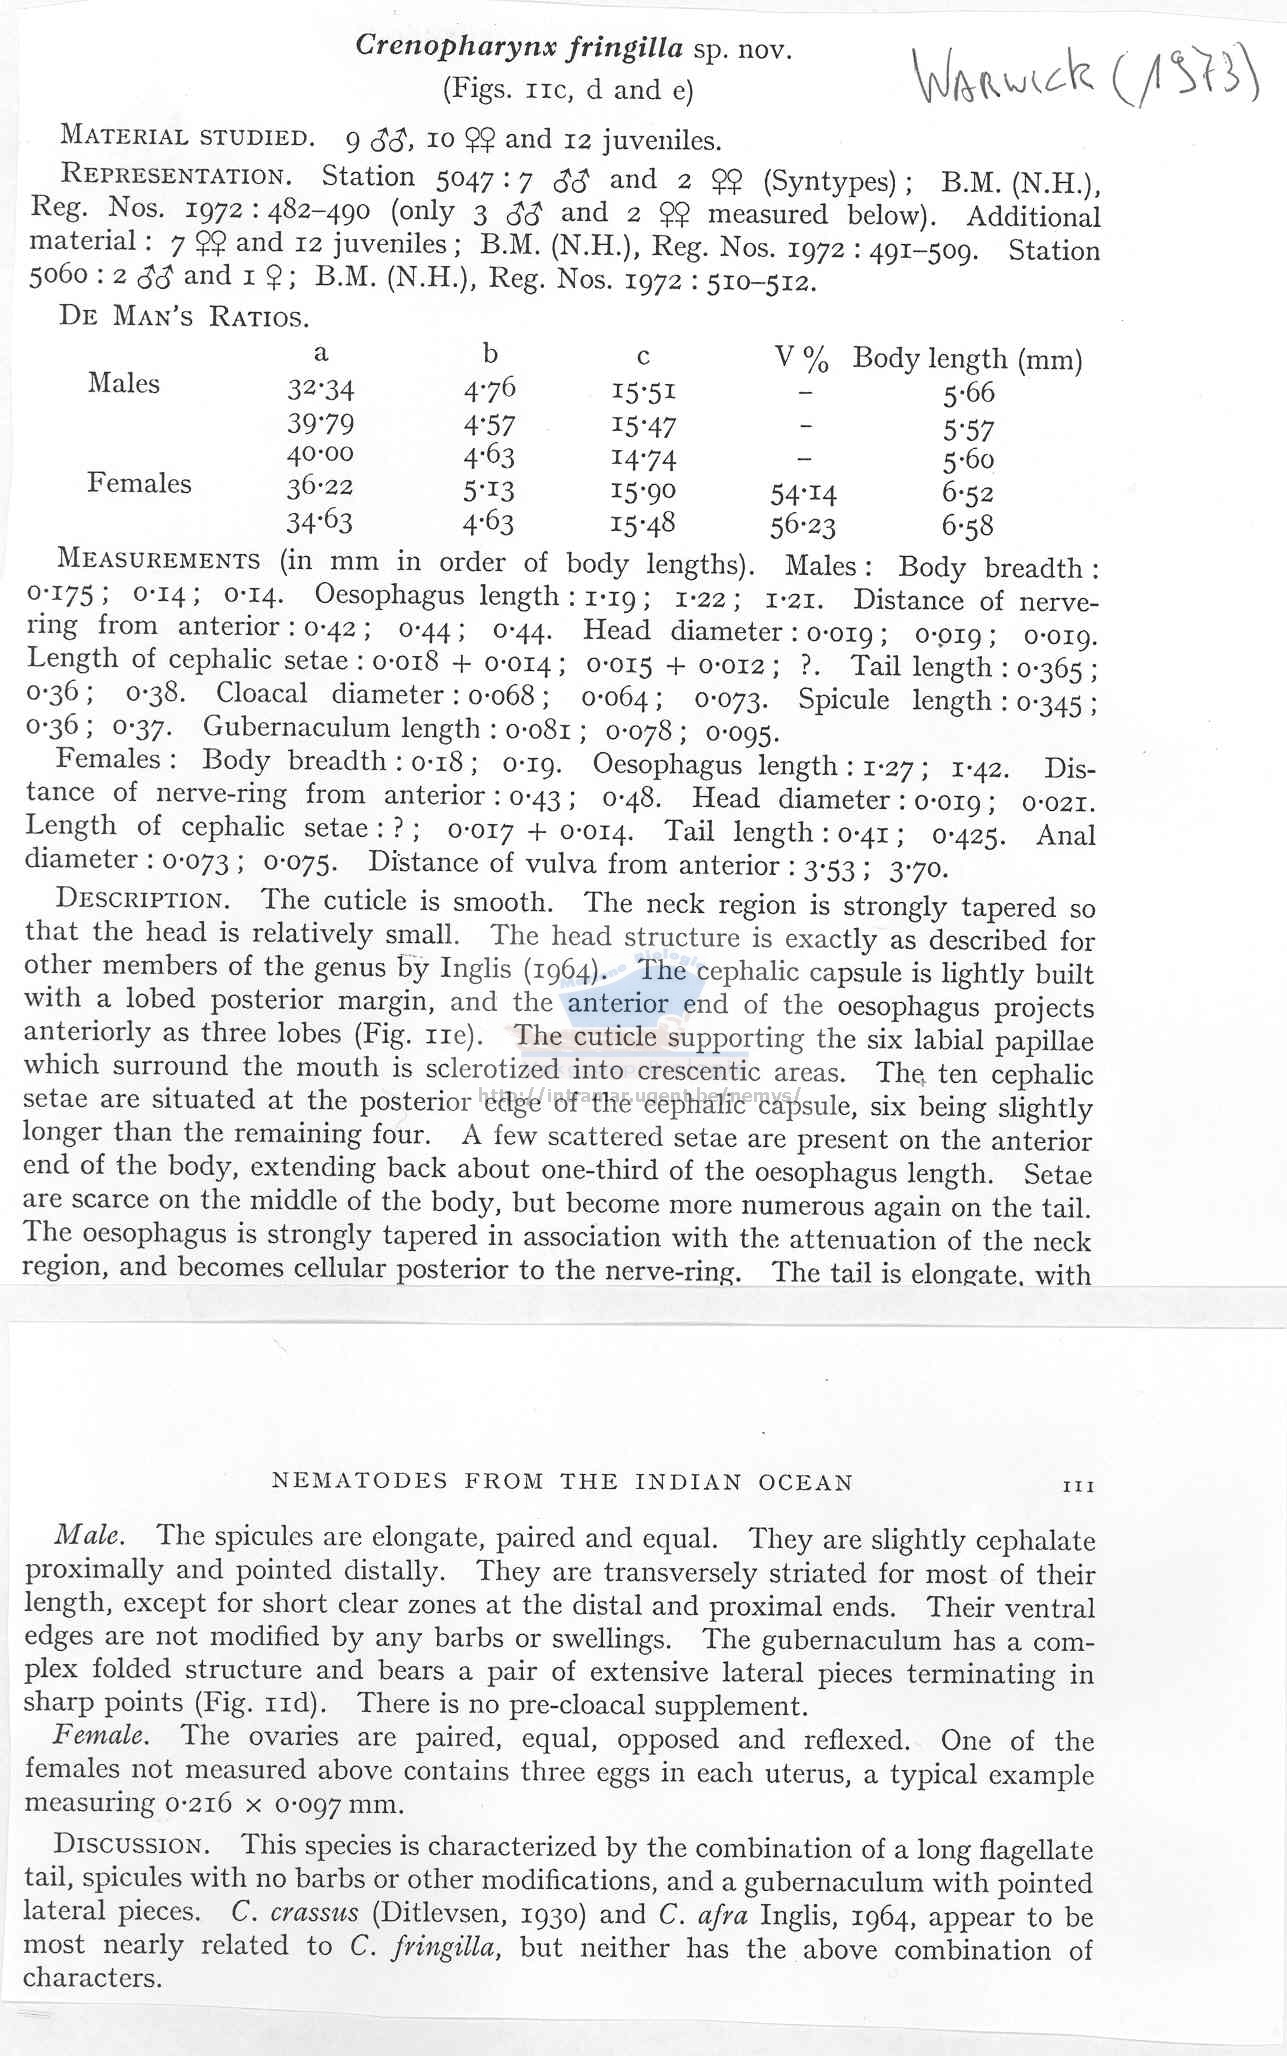 Crenopharynx fringilla sp. nov.
WARWICK (1973)
(Figs. 11c, d and e)
MATERIAL STUDIED. 9 ♂♂, 10 ♀♀ and 12 juveniles.
REPRESENTATION. Station 5047 : 7 ♂♂ and 2 ♀♀ (Syntypes) ; B.M. (N.H.),
Reg. Nos. 1972 : 482–490 (only 3 ♂♂ and 2 ♀♀ measured below). Additional
material : 7 ♀♀ and 12 juveniles ; B.M. (N.H.), Reg. Nos. 1972 : 491–509. Station
5060 : 2 ♂♂ and 1 ♀ ; B.M. (N.H.), Reg. Nos. 1972 : 510–512.
DE MAN'S RATIOS.
a b c V % Body length (mm)
Males 32·34 4·76 15·51 – 5·66
39·79 4·57 15·47 – 5·57
40·00 4·63 14·74 – 5·60
Females 36·22 5·13 15·90 54·14 6·52
34·63 4·63 15·48 56·23 6·58
MEASUREMENTS (in mm in order of body lengths). Males : Body breadth :
0·175 ; 0·14 ; 0·14. Oesophagus length : 1·19 ; 1·22 ; 1·21. Distance of nerve-
ring from anterior : 0·42 ; 0·44 ; 0·44. Head diameter : 0·019 ; 0·019 ; 0·019.
Length of cephalic setae : 0·018 + 0·014 ; 0·015 + 0·012 ; ?. Tail length : 0·365 ;
0·36 ; 0·38. Cloacal diameter : 0·068 ; 0·064 ; 0·073. Spicule length : 0·345 ;
0·36 ; 0·37. Gubernaculum length : 0·081 ; 0·078 ; 0·095.
Females : Body breadth : 0·18 ; 0·19. Oesophagus length : 1·27 ; 1·42. Dis-
tance of nerve-ring from anterior : 0·43 ; 0·48. Head diameter : 0·019 ; 0·021.
Length of cephalic setae : ? ; 0·017 + 0·014. Tail length : 0·41 ; 0·425. Anal
diameter : 0·073 ; 0·075. Distance of vulva from anterior : 3·53 ; 3·70.
DESCRIPTION. The cuticle is smooth. The neck region is strongly tapered so
that the head is relatively small. The head structure is exactly as described for
other members of the genus by Inglis (1964). The cephalic capsule is lightly built
with a lobed posterior margin, and the anterior end of the oesophagus projects
anteriorly as three lobes (Fig. 11e). The cuticle supporting the six labial papillae
which surround the mouth is sclerotized into crescentic areas. The ten cephalic
http://intramar.ugent.be/nemys/
setae are situated at the posterior edge of the cephalic capsule, six being slightly
longer than the remaining four. A few scattered setae are present on the anterior
end of the body, extending back about one-third of the oesophagus length. Setae
are scarce on the middle of the body, but become more numerous again on the tail.
The oesophagus is strongly tapered in association with the attenuation of the neck
region, and becomes cellular posterior to the nerve-ring. The tail is elongate, with
NEMATODES FROM THE INDIAN OCEAN 111
Male. The spicules are elongate, paired and equal. They are slightly cephalate
proximally and pointed distally. They are transversely striated for most of their
length, except for short clear zones at the distal and proximal ends. Their ventral
edges are not modified by any barbs or swellings. The gubernaculum has a com-
plex folded structure and bears a pair of extensive lateral pieces terminating in
sharp points (Fig. 11d). There is no pre-cloacal supplement.
Female. The ovaries are paired, equal, opposed and reflexed. One of the
females not measured above contains three eggs in each uterus, a typical example
measuring 0·216 × 0·097 mm.
DISCUSSION. This species is characterized by the combination of a long flagellate
tail, spicules with no barbs or other modifications, and a gubernaculum with pointed
lateral pieces. C. crassus (Ditlevsen, 1930) and C. afra Inglis, 1964, appear to be
most nearly related to C. fringilla, but neither has the above combination of
characters.